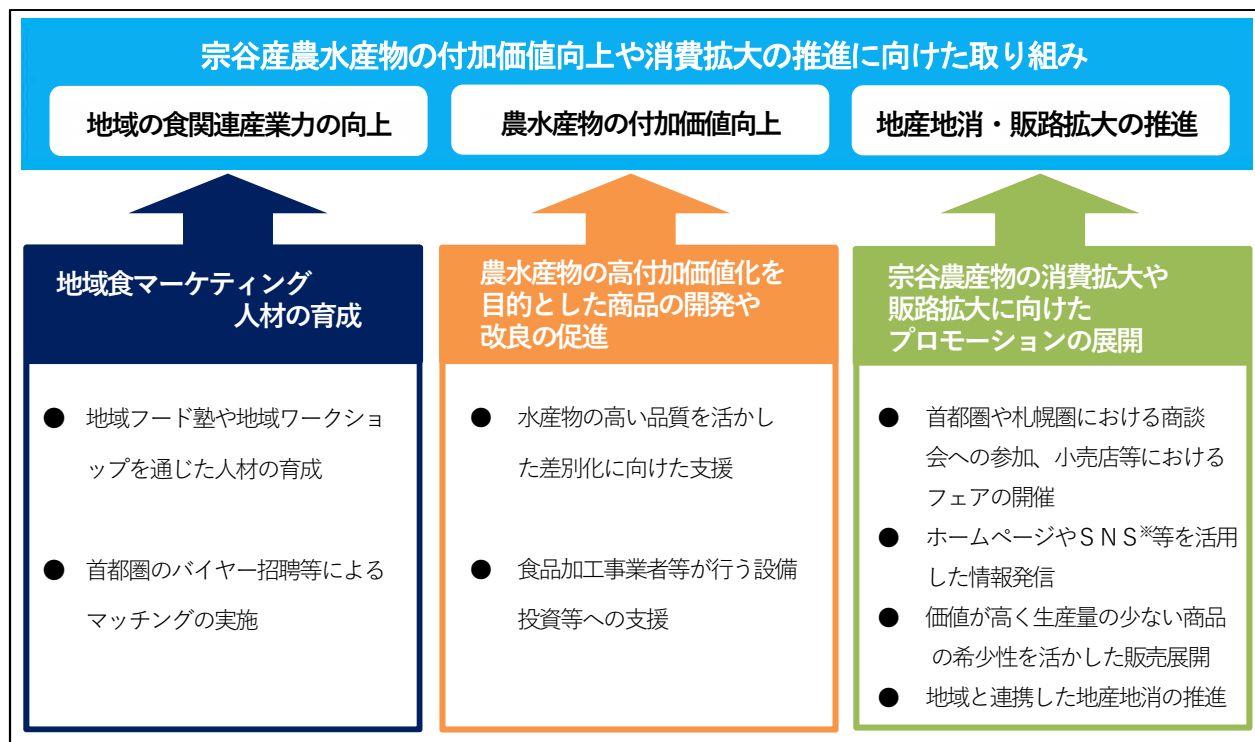 宗谷産農水産物の付加価値向上や消費拡大の推進に向けた取り組み
地域の食関連産業力の向上
農水産物の付加価値向上
地産地消・販路拡大の推進
地域食マーケティング
人材の育成
● 地域フード塾や地域ワークショ
ップを通じた人材の育成
● 首都圏のバイヤー招聘等による
マッチングの実施
農水産物の高付加価値化を
目的とした商品の開発や
改良の促進
● 水産物の高い品質を活かし
た差別化に向けた支援
● 食品加工事業者等が行う設備
投資等への支援
宗谷農産物の消費拡大や
販路拡大に向けた
プロモーションの展開
● 首都圏や札幌圏における商談
会への参加、小売店等における
フェアの開催
● ホームページやＳＮＳ※等を活用
した情報発信
● 価値が高く生産量の少ない商品
の希少性を活かした販売展開
● 地域と連携した地産地消の推進